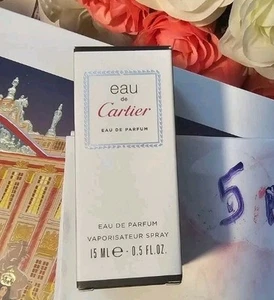 eau
de
Cartier
EAU DE PARFUM
EAU DE PARFUM
VAPORISATEUR SPRAY
15 ML e - 0.5 FL.OZ.
5